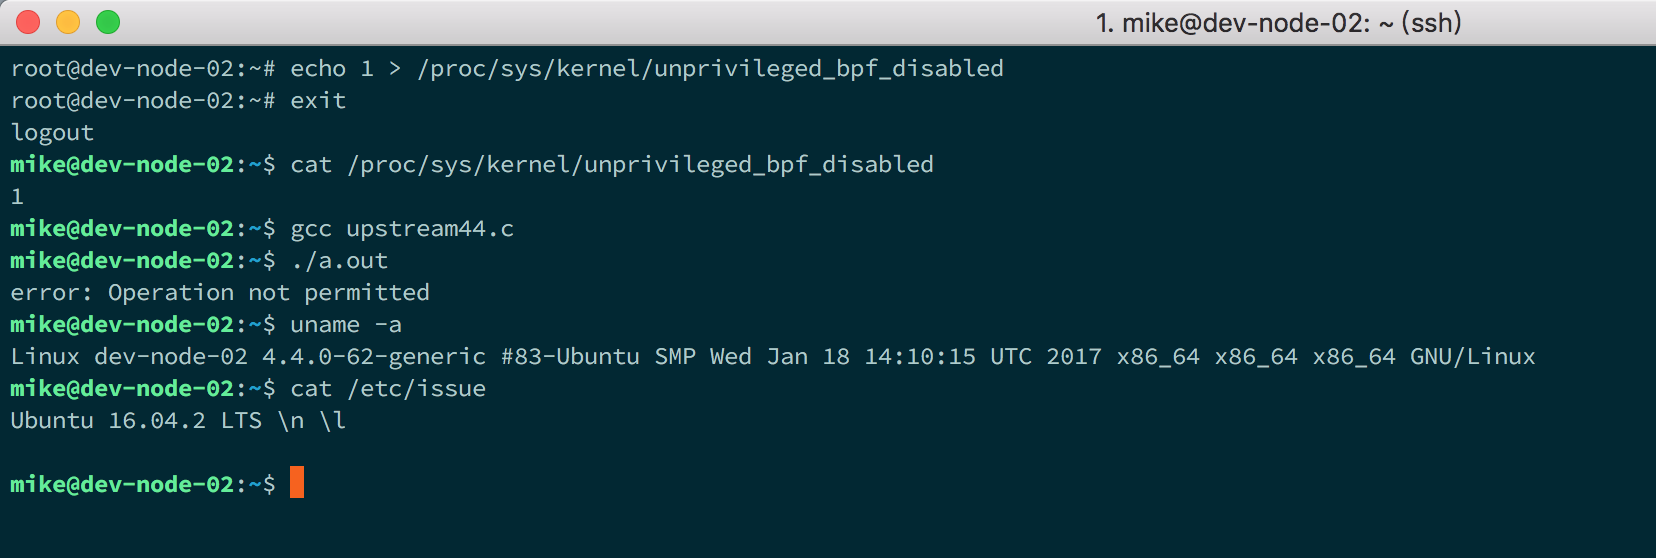 1. mike@dev-node-02: ~ (ssh)
root@dev-node-02:~# echo 1 > /proc/sys/kernel/unprivileged_bpf_disabled
root@dev-node-02:~# exit
logout
mike@dev-node-02:~$ cat /proc/sys/kernel/unprivileged_bpf_disabled
1
mike@dev-node-02:~$ gcc upstream44.c
mike@dev-node-02:~$ ./a.out
error: Operation not permitted
mike@dev-node-02:~$ uname -a
Linux dev-node-02 4.4.0-62-generic #83-Ubuntu SMP Wed Jan 18 14:10:15 UTC 2017 x86_64 x86_64 x86_64 GNU/Linux
mike@dev-node-02:~$ cat /etc/issue
Ubuntu 16.04.2 LTS \n \l
mike@dev-node-02:~$